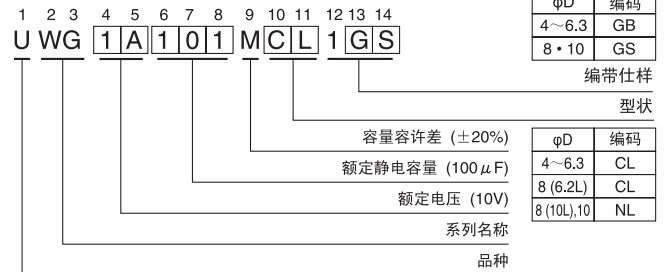 1 2 3 4 5 6 7 8 9 10 11 12 13 14
U W G 1 A 1 0 1 M C L 1 G S
φD 编码
4～6.3 GB
8・10 GS
编带仕样
型状
容量容许差 (±20%)
额定静电容量 (100μF)
额定电压 (10V)
系列名称
品种
φD 编码
4～6.3 CL
8 (6.2L) CL
8 (10L),10 NL